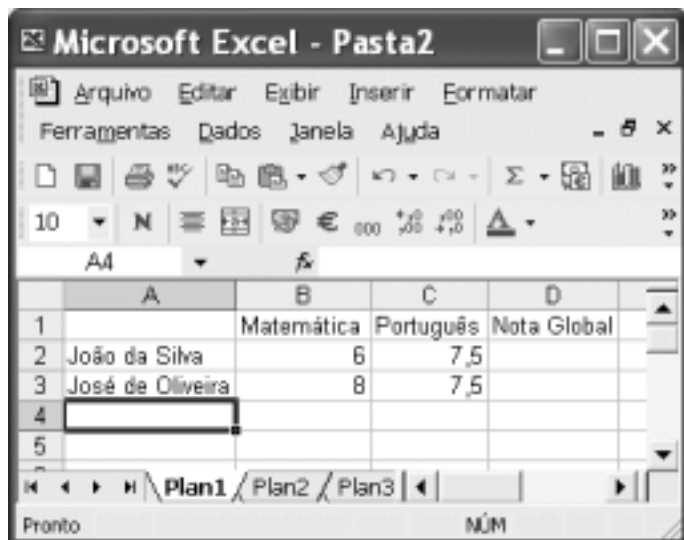 Microsoft Excel - Pasta2
Arquivo Editar Exibir Inserir Formatar
Ferramentas Dados Janela Ajuda
10 N € 000
A4 fx
A B C D
1 Matemática Português Nota Global
2 João da Silva 6 7,5
3 José de Oliveira 8 7,5
4
5
Plan1 Plan2 Plan3
Pronto NÚM